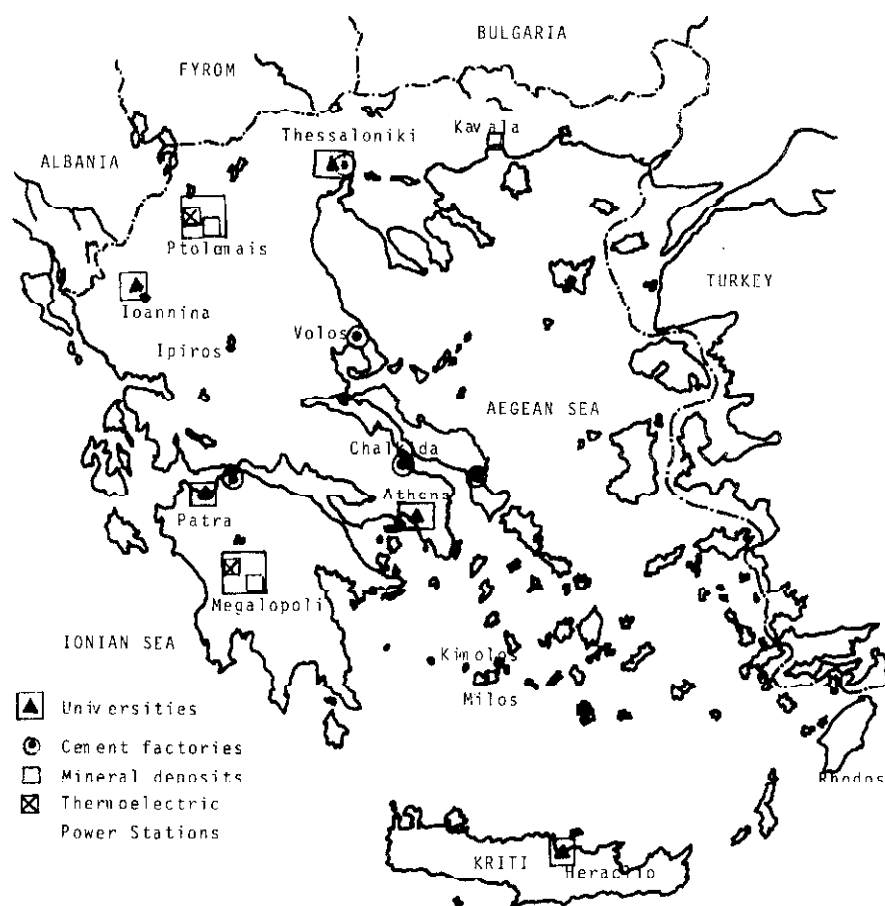 BULGARIA
FYROM
Thessaloniki
Kavala
ALBANIA
Ptolemais
TURKEY
Ioannina
Volos
Ipiros
AEGEAN SEA
Chalkida
Athens
Patra
Megalopoli
IONIAN SEA
Kimolos
Milos
Universities
Cement factories
Mineral deposits
Thermoelectric
Power Stations
Rhodos
KRITI
Heraclio